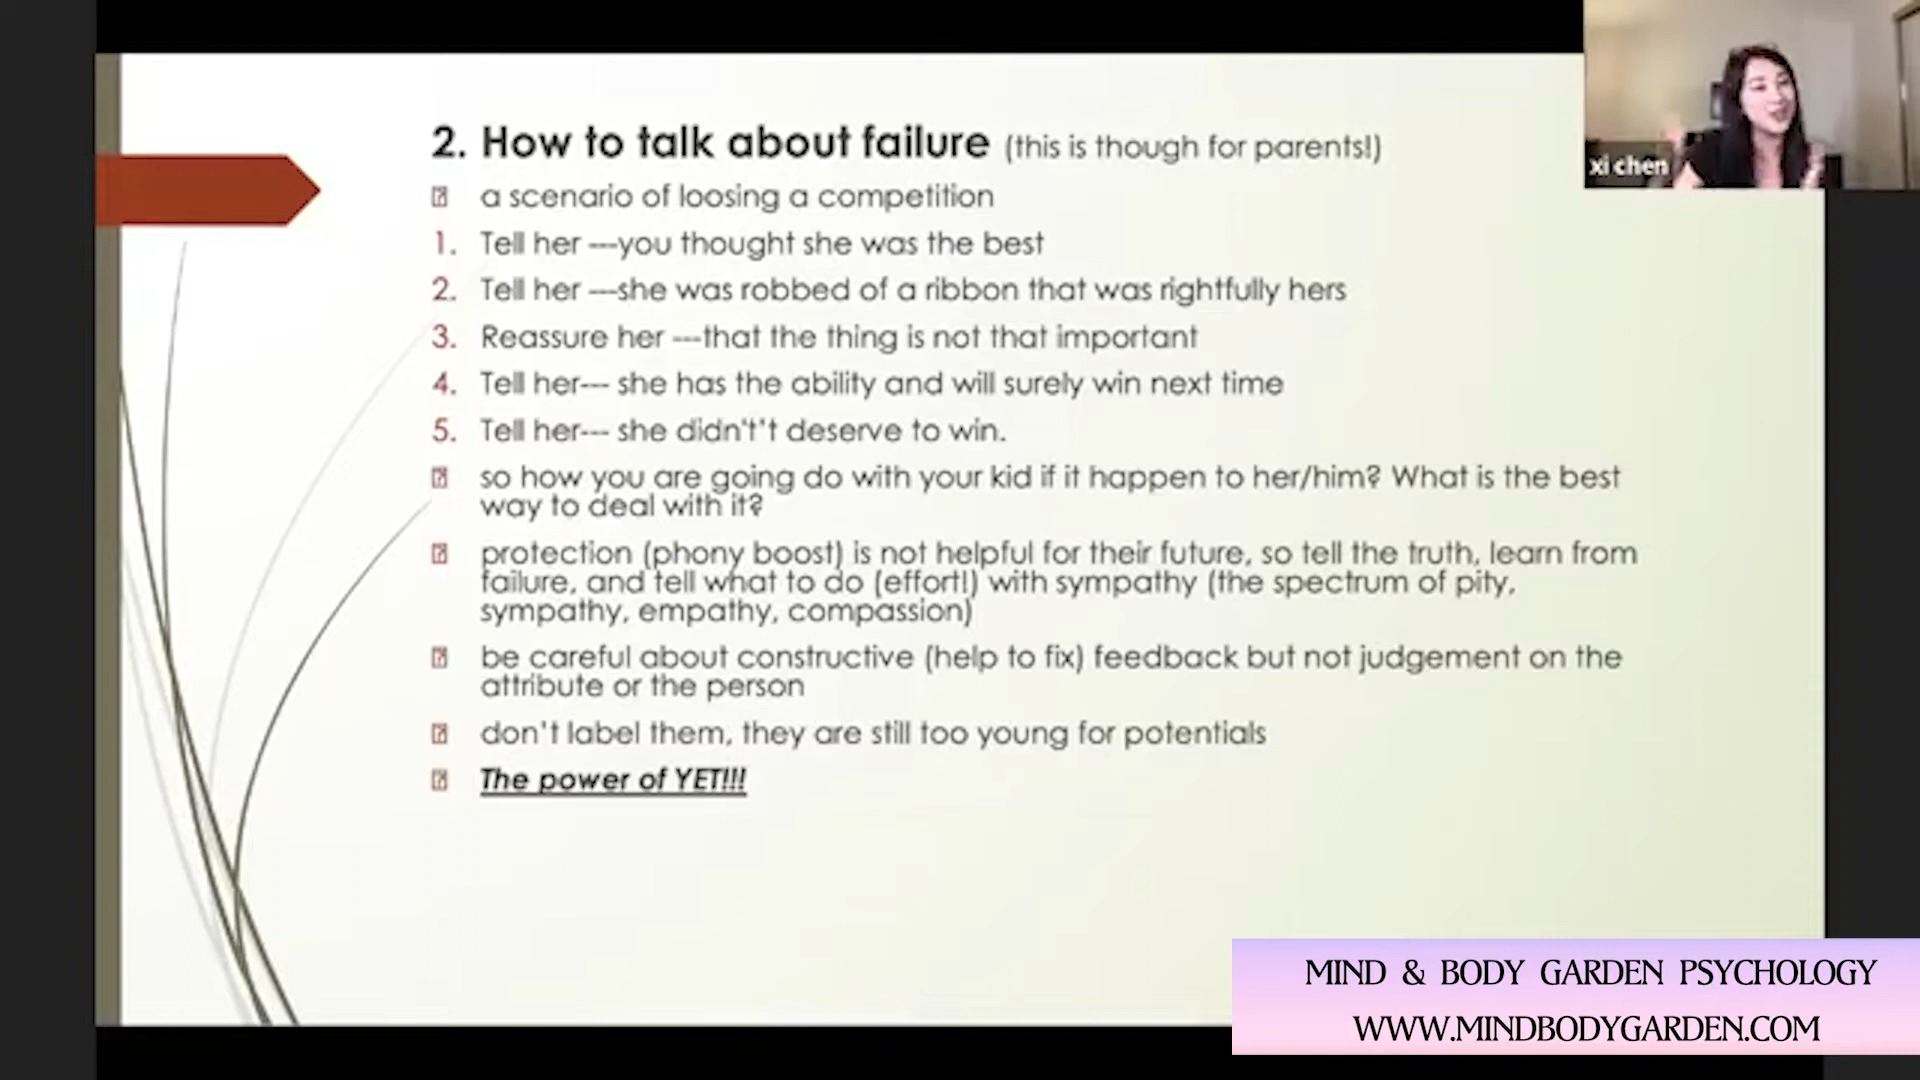 2. How to talk about failure (this is though for parents!)
a scenario of loosing a competition
1. Tell her ---you thought she was the best
2. Tell her ---she was robbed of a ribbon that was rightfully hers
3. Reassure her ---that the thing is not that important
4. Tell her--- she has the ability and will surely win next time
5. Tell her--- she didn't't deserve to win.
so how you are going do with your kid if it happen to her/him? What is the best
way to deal with it?
protection (phony boost) is not helpful for their future, so tell the truth, learn from
failure, and tell what to do (effort!) with sympathy (the spectrum of pity,
sympathy, empathy, compassion)
be careful about constructive (help to fix) feedback but not judgement on the
attribute or the person
don't label them, they are still too young for potentials
The power of YET!!!
xi chen
MIND & BODY GARDEN PSYCHOLOGY
WWW.MINDBODYGARDEN.COM